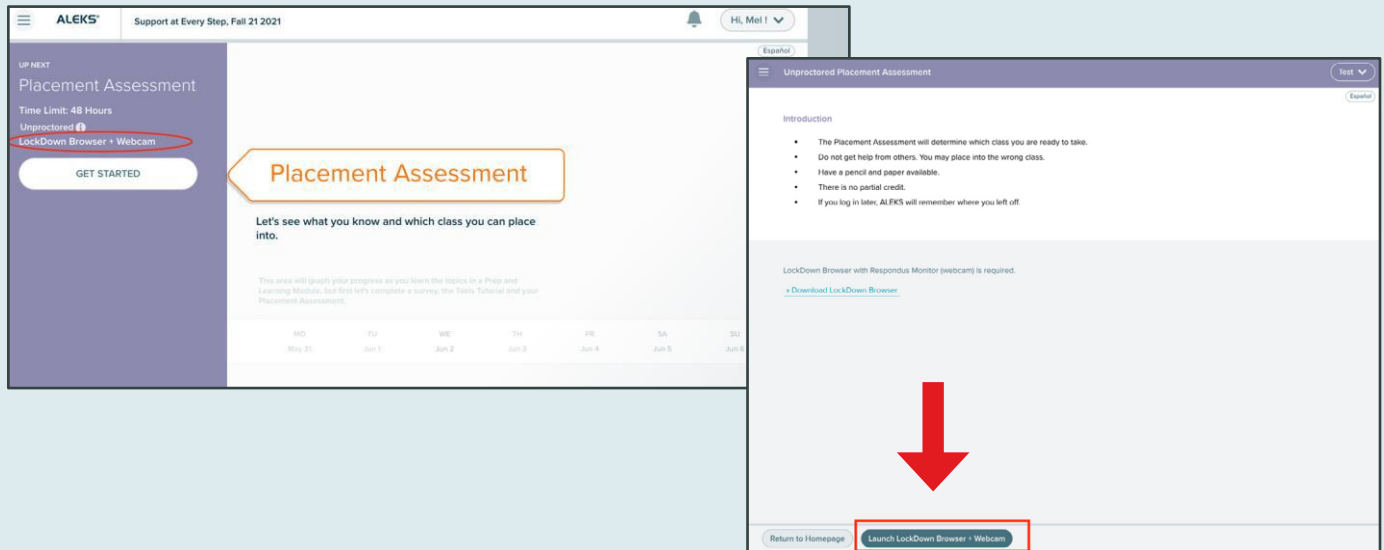 ALEKS®
Support at Every Step, Fall 21 2021
Hi, Mel !
Español
UP NEXT
Placement Assessment
Time Limit: 48 Hours
Unproctored
LockDown Browser + Webcam
GET STARTED
Placement Assessment
Let's see what you know and which class you can place
into.
This area will graph your progress as you learn the topics in a Prep and
Learning Module, but first let's complete a survey, the Tools Tutorial and your
Placement Assessment.
MO TU WE TH FR SA SU
May 31 Jun 1 Jun 2 Jun 3 Jun 4 Jun 5 Jun 6
Unproctored Placement Assessment
Test
Español
Introduction
• The Placement Assessment will determine which class you are ready to take.
• Do not get help from others. You may place into the wrong class.
• Have a pencil and paper available.
• There is no partial credit.
• If you log in later, ALEKS will remember where you left off.
LockDown Browser with Respondus Monitor (webcam) is required.
» Download LockDown Browser
Return to Homepage
Launch LockDown Browser + Webcam